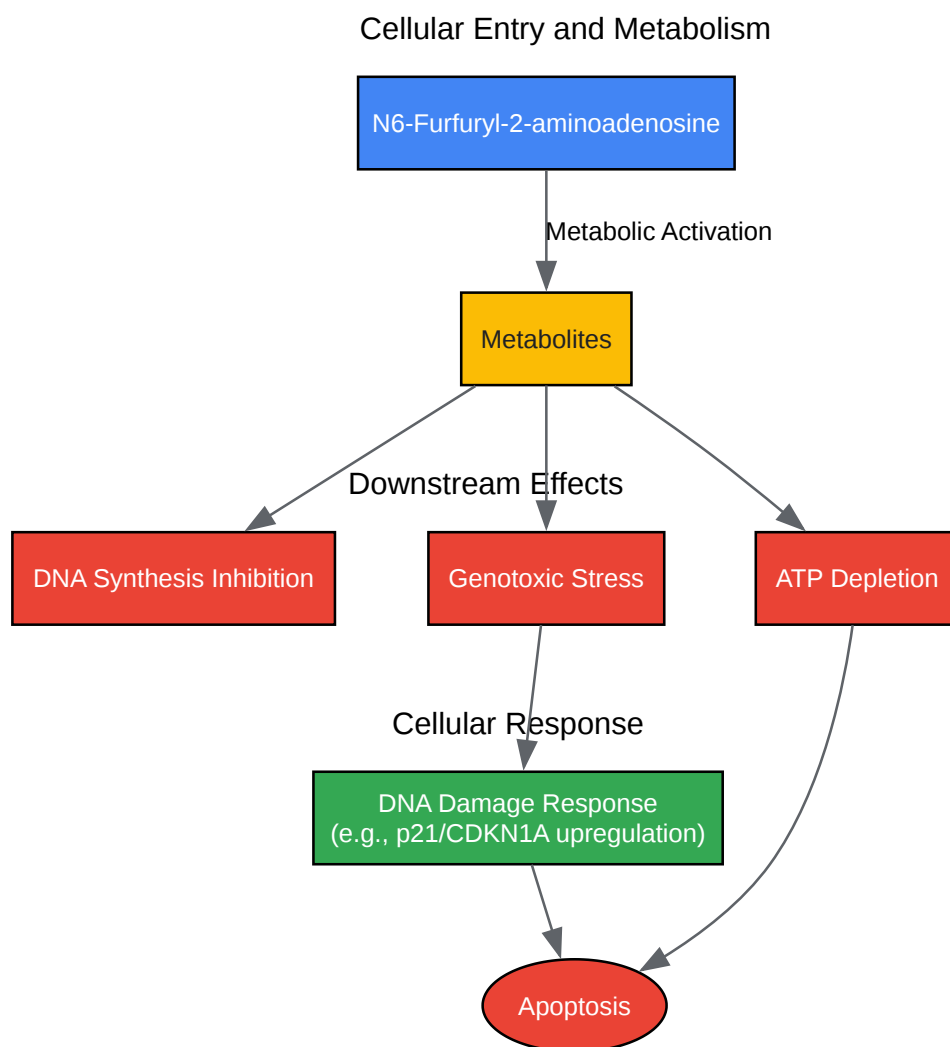 Cellular Entry and Metabolism
N6-Furfuryl-2-aminoadenosine
Metabolic Activation
Metabolites
Downstream Effects
DNA Synthesis Inhibition
Genotoxic Stress
ATP Depletion
Cellular Response
DNA Damage Response
(e.g., p21/CDKN1A upregulation)
Apoptosis